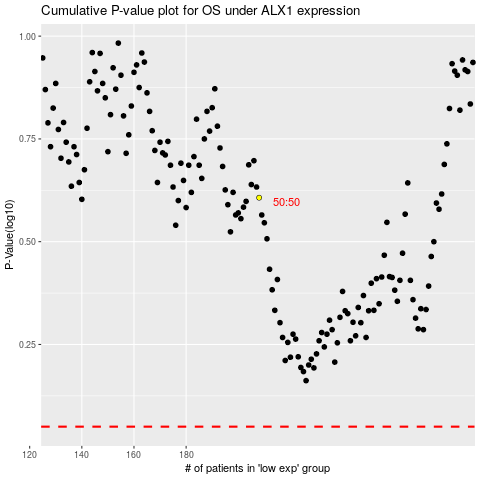 Cumulative P-value plot for OS under ALX1 expression
P-Value(log10)
1.00
0.75
0.50
0.25
50:50
120 140 160 180
# of patients in 'low exp' group